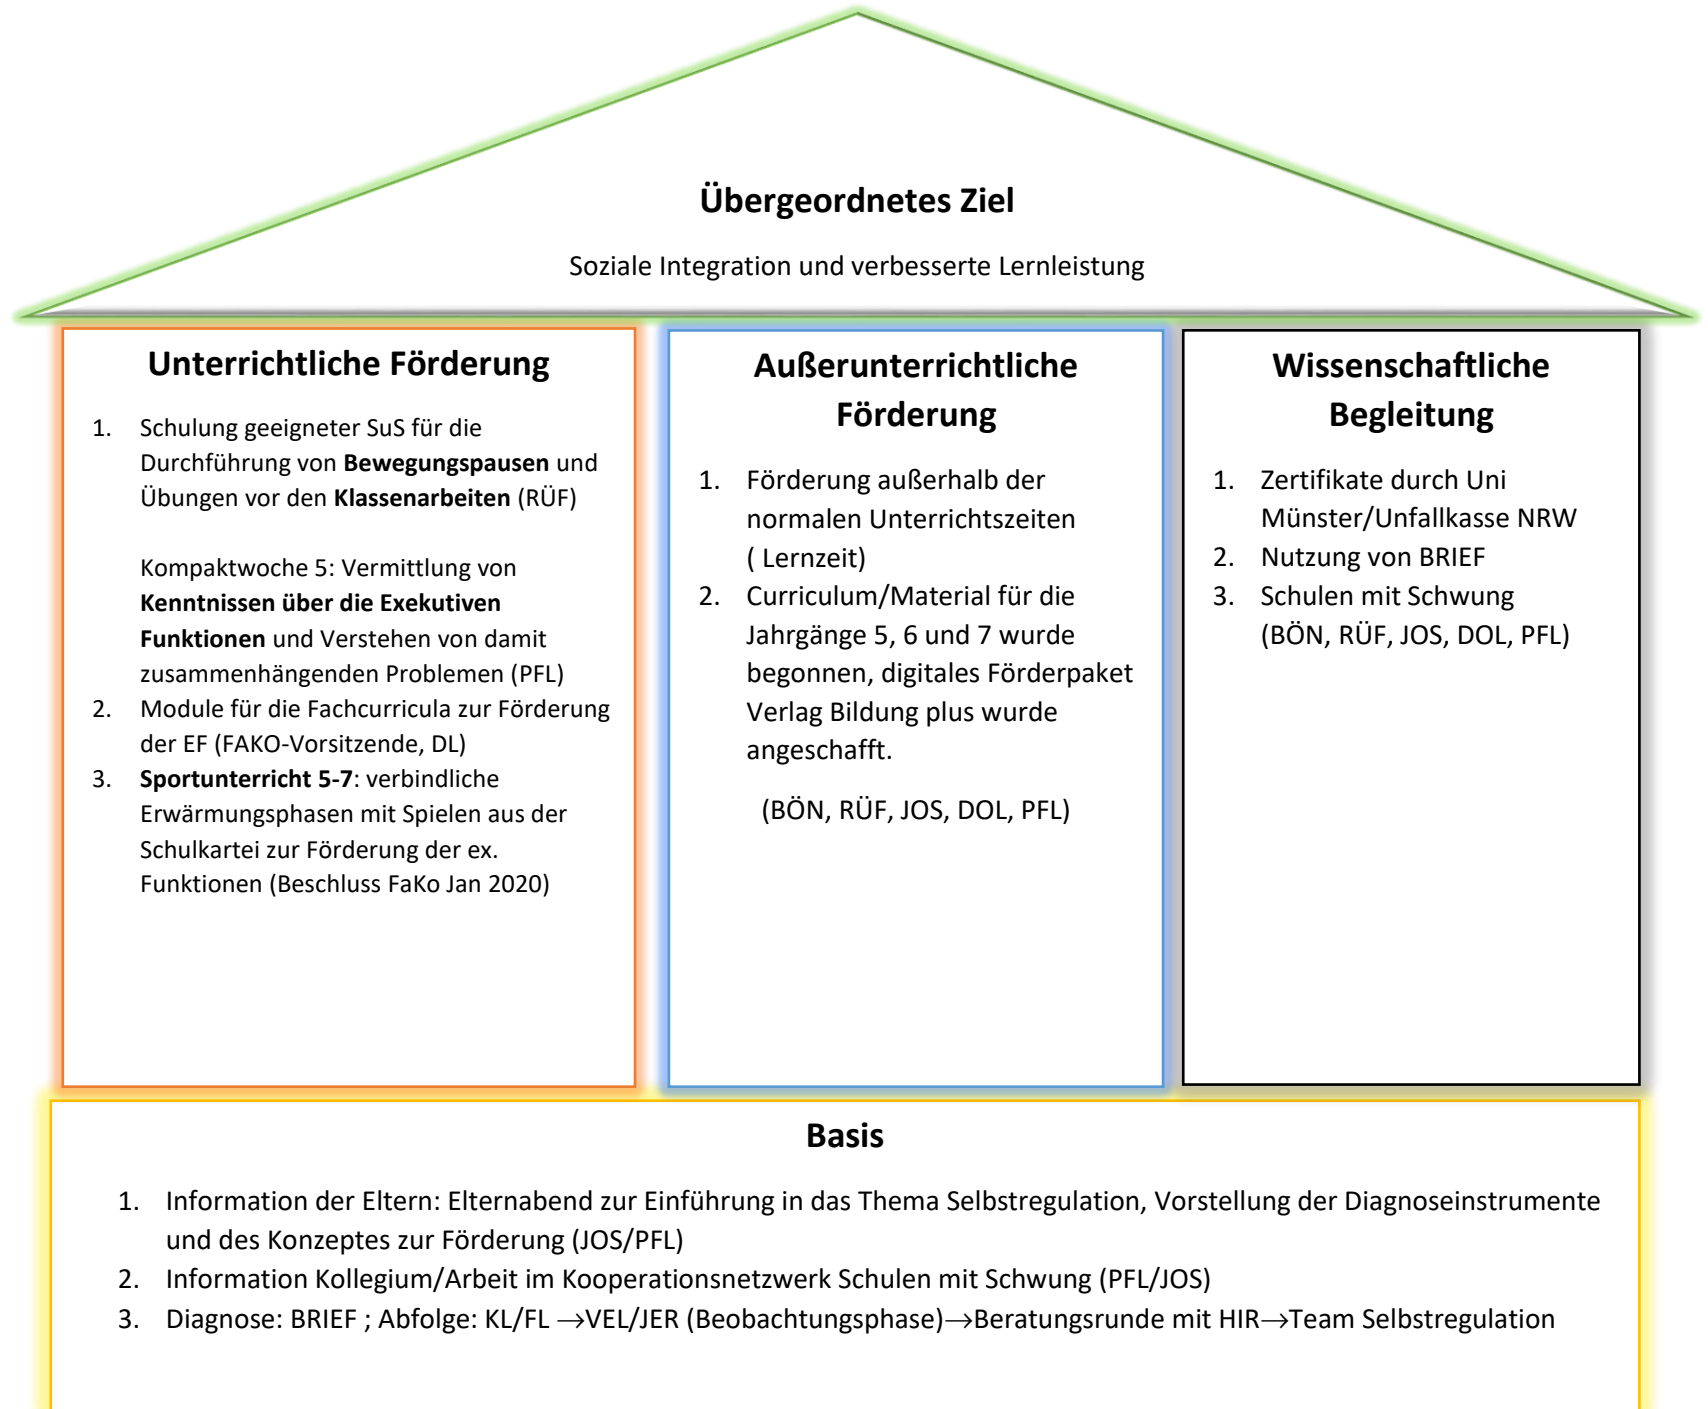 Übergeordnetes Ziel
Soziale Integration und verbesserte Lernleistung
Unterrichtliche Förderung
1. Schulung geeigneter SuS für die
Durchführung von Bewegungspausen und
Übungen vor den Klassenarbeiten (RÜF)
Kompaktwoche 5: Vermittlung von
Kenntnissen über die Exekutiven
Funktionen und Verstehen von damit
zusammenhängenden Problemen (PFL)
2. Module für die Fachcurricula zur Förderung
der EF (FAKO-Vorsitzende, DL)
3. Sportunterricht 5-7: verbindliche
Erwärmungsphasen mit Spielen aus der
Schulkartei zur Förderung der ex.
Funktionen (Beschluss FaKo Jan 2020)
Außerunterrichtliche
Förderung
1. Förderung außerhalb der
normalen Unterrichtszeiten
( Lernzeit)
2. Curriculum/Material für die
Jahrgänge 5, 6 und 7 wurde
begonnen, digitales Förderpaket
Verlag Bildung plus wurde
angeschafft.
(BÖN, RÜF, JOS, DOL, PFL)
Wissenschaftliche
Begleitung
1. Zertifikate durch Uni
Münster/Unfallkasse NRW
2. Nutzung von BRIEF
3. Schulen mit Schwung
(BÖN, RÜF, JOS, DOL, PFL)
Basis
1. Information der Eltern: Elternabend zur Einführung in das Thema Selbstregulation, Vorstellung der Diagnoseinstrumente
und des Konzeptes zur Förderung (JOS/PFL)
2. Information Kollegium/Arbeit im Kooperationsnetzwerk Schulen mit Schwung (PFL/JOS)
3. Diagnose: BRIEF ; Abfolge: KL/FL →VEL/JER (Beobachtungsphase)→Beratungsrunde mit HIR→Team Selbstregulation